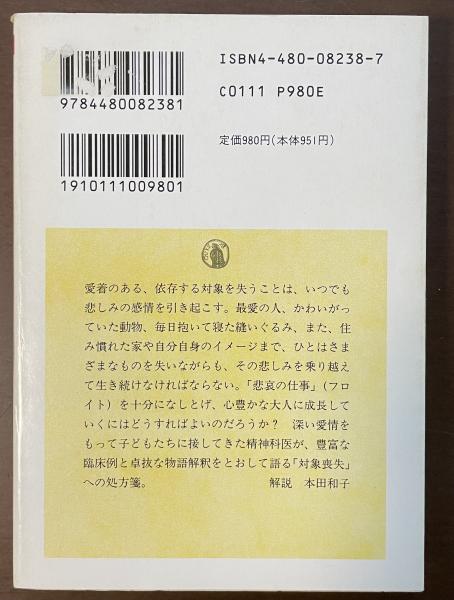 ISBN4-480-08238-7
9784480082381
C0111 P980E
定価980円(本体951円)
1910111009801
愛着のある、依存する対象を失うことは、いつでも
悲しみの感情を引き起こす。最愛の人、かわいがっ
ていた動物、毎日抱いて寝た縫いぐるみ、また、住
み慣れた家や自分自身のイメージまで、ひとはさま
ざまなものを失いながらも、その悲しみを乗り越え
て生き続けなければならない。「悲哀の仕事」(フロ
イト)を十分になしとげ、心豊かな大人に成長して
いくにはどうすればよいのだろうか? 深い愛情を
もって子どもたちに接してきた精神科医が、豊富な
臨床例と卓抜な物語解釈をとおして語る「対象喪失」
への処方箋。 解説 本田和子